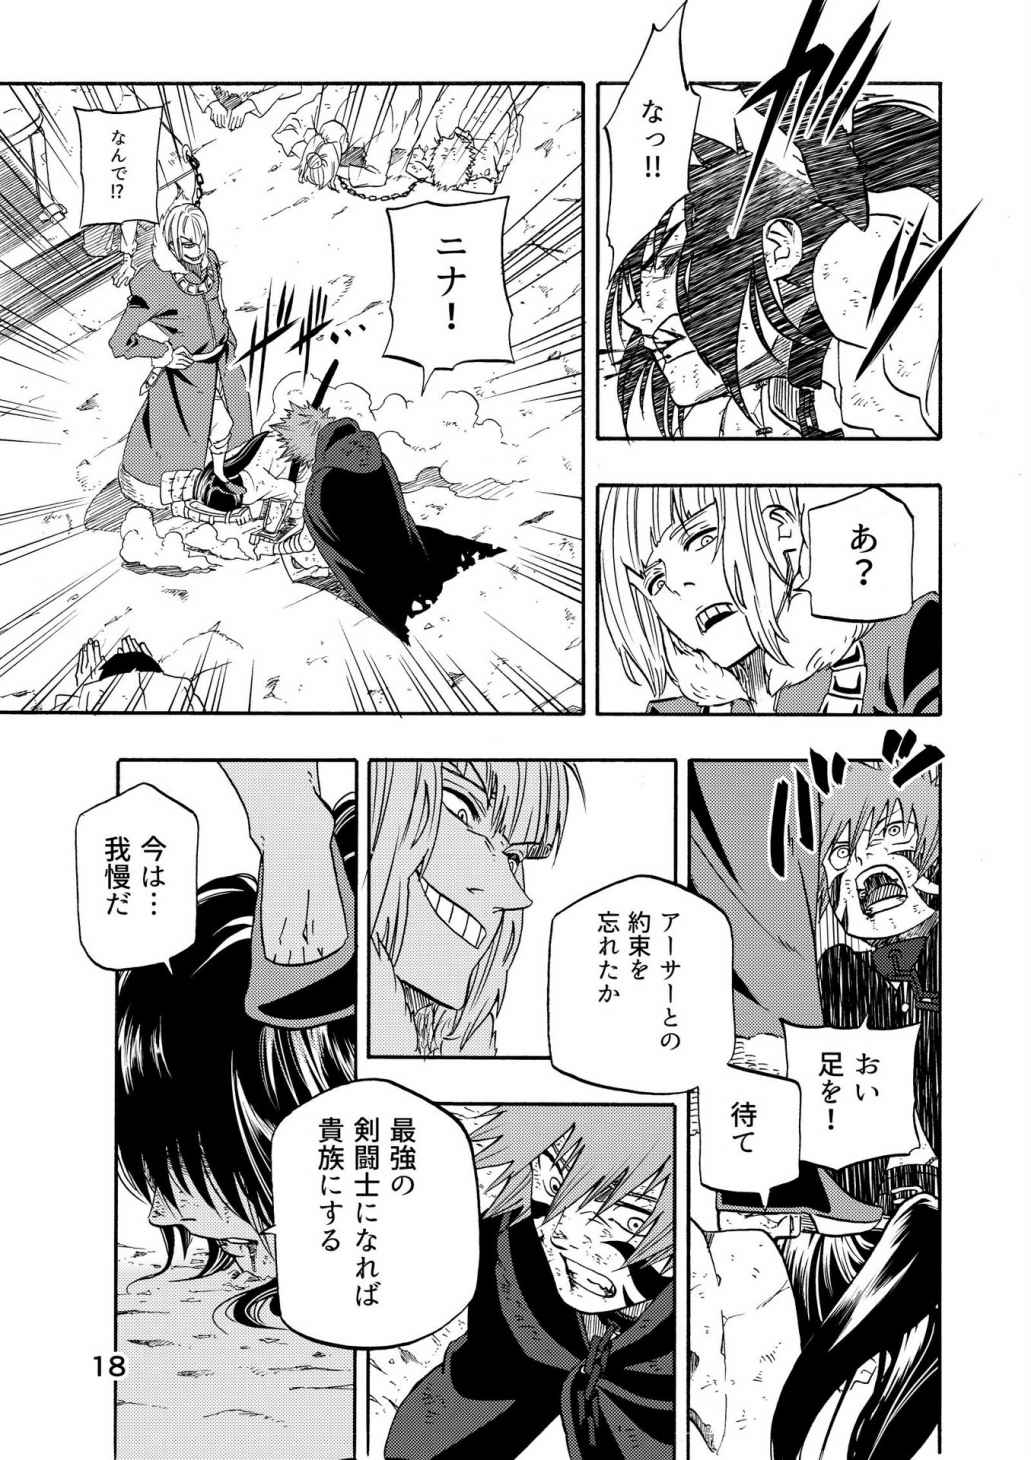 なっ!!
ニナ!
なんで!?
あ?
おい
足を!
待て
アーサーとの
約束を
忘れたか
最強の
剣闘士になれば
貴族にする
今は…
我慢だ
18